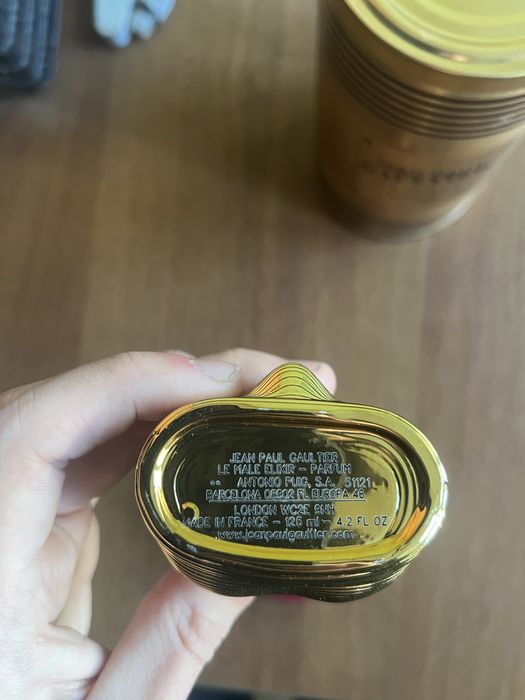 JEAN PAUL GAULTIER
LE MALE ELIXIR - PARFUM
ANTONIO PUIG, S.A. 51121
BARCELONA 08902 PL EUROPA 46
LONDON WC2E 9NH
MADE IN FRANCE - 125 ml - 4.2 FL OZ
www.jeanpaulgaultier.com